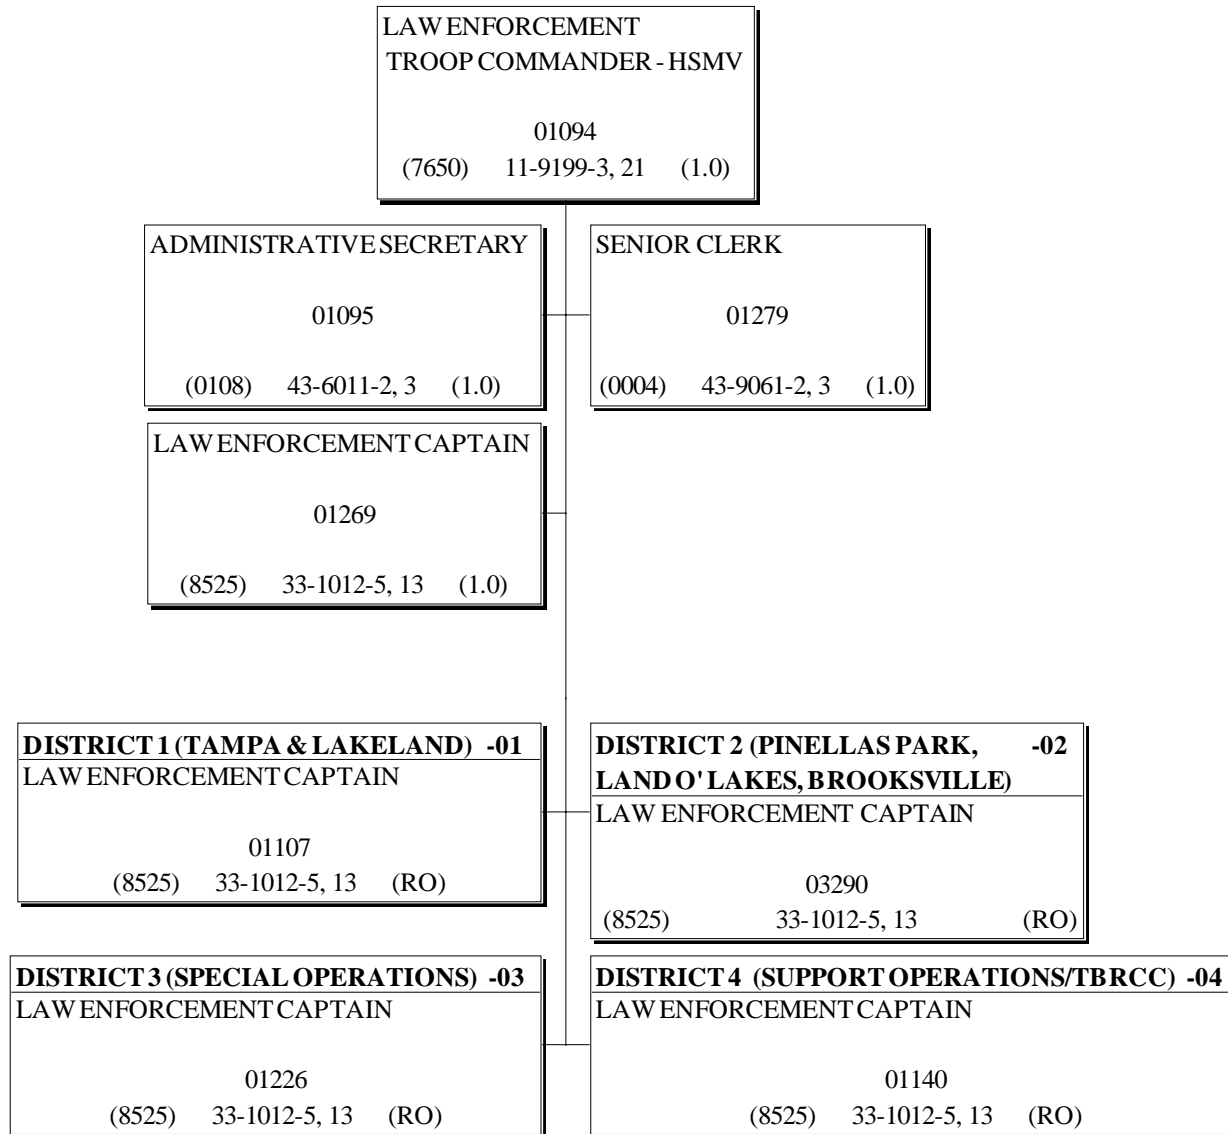 LAW ENFORCEMENT
TROOP COMMANDER - HSMV
01094
(7650) 11-9199-3, 21 (1.0)
ADMINISTRATIVE SECRETARY
01095
(0108) 43-6011-2, 3 (1.0)
SENIOR CLERK
01279
(0004) 43-9061-2, 3 (1.0)
LAW ENFORCEMENT CAPTAIN
01269
(8525) 33-1012-5, 13 (1.0)
DISTRICT 1 (TAMPA & LAKELAND) -01
LAW ENFORCEMENT CAPTAIN
01107
(8525) 33-1012-5, 13 (RO)
DISTRICT 2 (PINELLAS PARK, -02
LAND O' LAKES, BROOKSVILLE)
LAW ENFORCEMENT CAPTAIN
03290
(8525) 33-1012-5, 13 (RO)
DISTRICT 3 (SPECIAL OPERATIONS) -03
LAW ENFORCEMENT CAPTAIN
01226
(8525) 33-1012-5, 13 (RO)
DISTRICT 4 (SUPPORT OPERATIONS/TBRCC) -04
LAW ENFORCEMENT CAPTAIN
01140
(8525) 33-1012-5, 13 (RO)